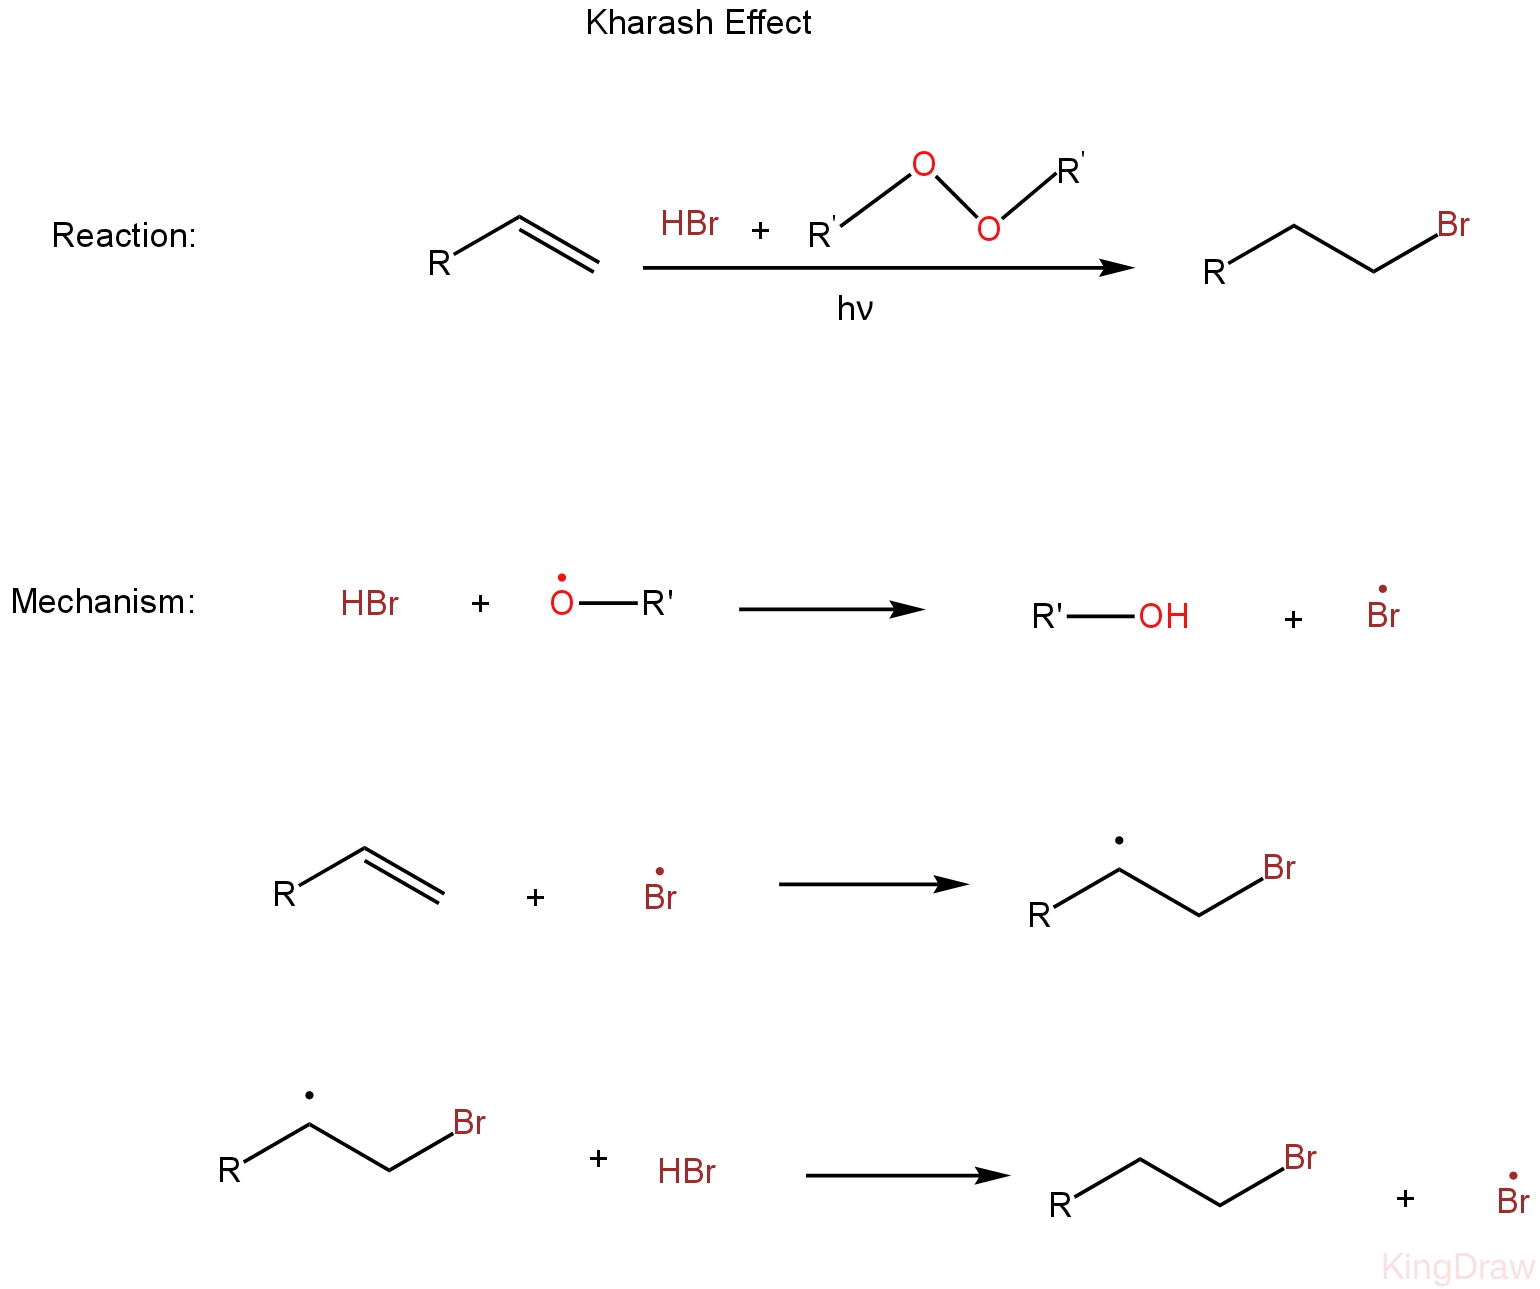 Kharash Effect
Reaction: R HBr + R' O O R' hν R Br
Mechanism: HBr + O R' R' OH + Br
R + Br R Br
R Br + HBr R Br + Br
KingDraw